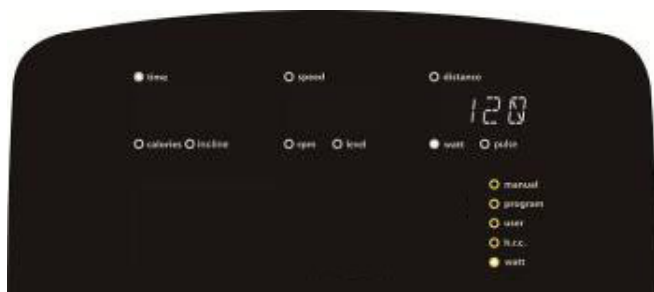 time speed distance
120
calories incline rpm level watt pulse
manual
program
user
h.r.c.
watt